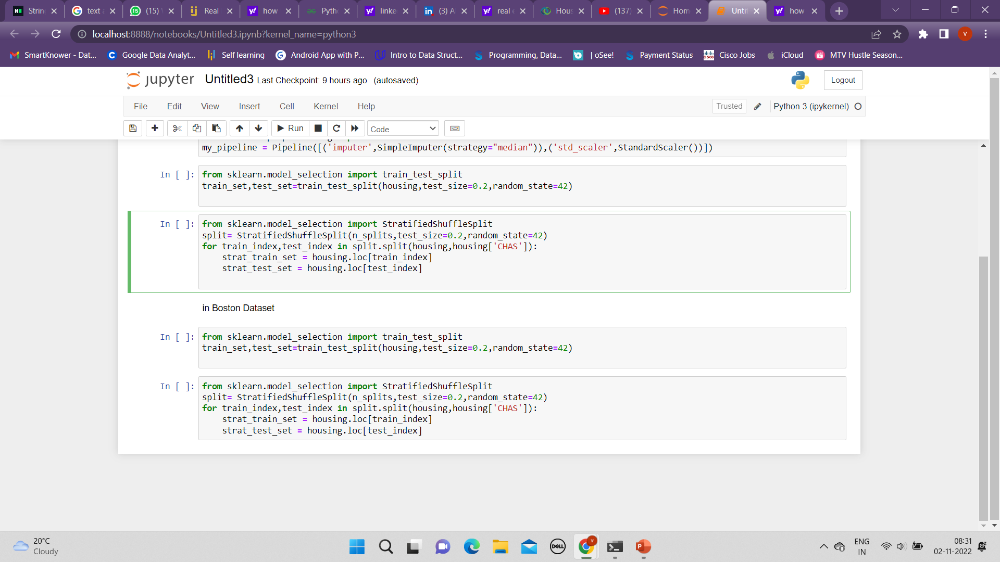 Strin
text a
(15) \
Real
how
Pyth
linke
(3) A
real e
Hous
(137)
Hom
Unti
how
localhost:8888/notebooks/Untitled3.ipynb?kernel_name=python3
V
SmartKnower - Dat...
Google Data Analyt...
Self learning
Android App with P...
Intro to Data Struct...
Programming, Data...
| oSee!
Payment Status
Cisco Jobs
iCloud
MTV Hustle Season...
jupyter
Untitled3 Last Checkpoint: 9 hours ago (autosaved)
Logout
File Edit View Insert Cell Kernel Help
Trusted
Python 3 (ipykernel)
Run
Code
my_pipeline = Pipeline([('imputer',SimpleImputer(strategy="median")),('std_scaler',StandardScaler())])
In [ ]: from sklearn.model_selection import train_test_split
train_set,test_set=train_test_split(housing,test_size=0.2,random_state=42)
In [ ]: from sklearn.model_selection import StratifiedShuffleSplit
split= StratifiedShuffleSplit(n_splits,test_size=0.2,random_state=42)
for train_index,test_index in split.split(housing,housing['CHAS']):
    strat_train_set = housing.loc[train_index]
    strat_test_set = housing.loc[test_index]
in Boston Dataset
In [ ]: from sklearn.model_selection import train_test_split
train_set,test_set=train_test_split(housing,test_size=0.2,random_state=42)
In [ ]: from sklearn.model_selection import StratifiedShuffleSplit
split= StratifiedShuffleSplit(n_splits,test_size=0.2,random_state=42)
for train_index,test_index in split.split(housing,housing['CHAS']):
    strat_train_set = housing.loc[train_index]
    strat_test_set = housing.loc[test_index]
20°C
Cloudy
DELL
ENG
IN
08:31
02-11-2022